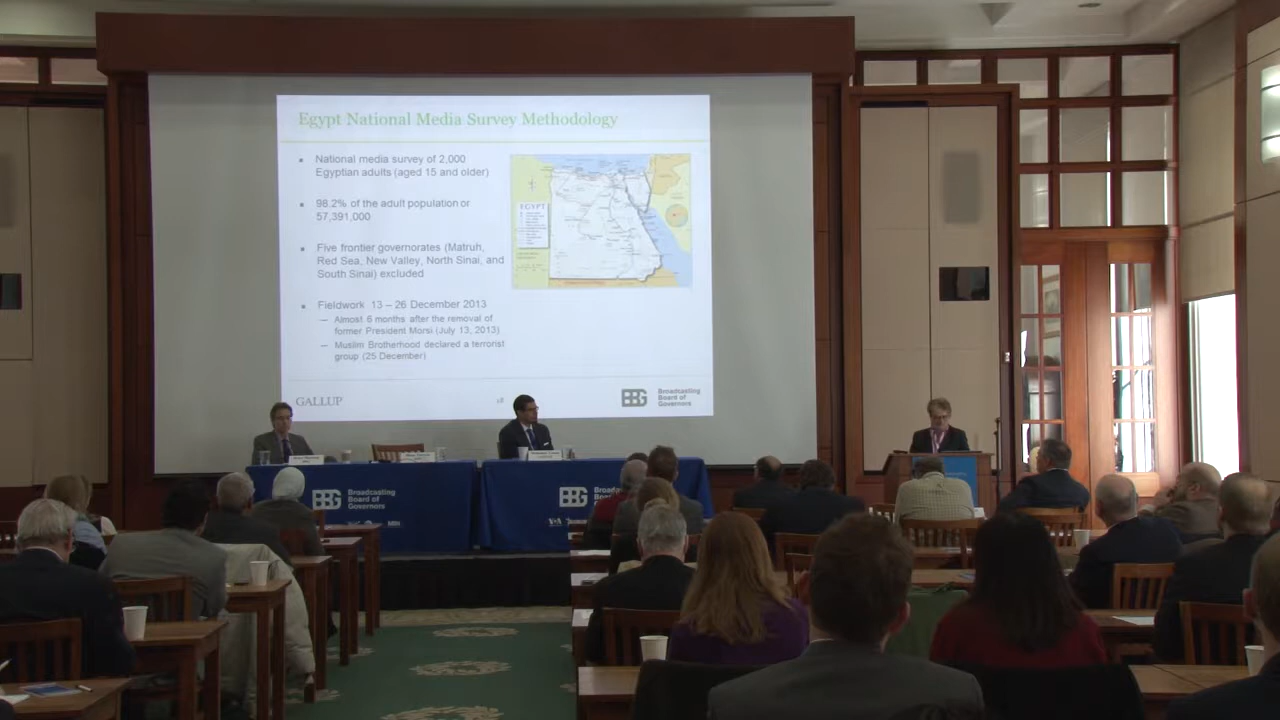 Egypt National Media Survey Methodology
National media survey of 2,000
Egyptian adults (aged 15 and older)
98.2% of the adult population or
57,391,000
Five frontier governorates (Matruh,
Red Sea, New Valley, North Sinai, and
South Sinai) excluded
Fieldwork 13 – 26 December 2013
— Almost 6 months after the removal of
former President Morsi (July 13, 2013)
— Muslim Brotherhood declared a terrorist
group (25 December)
EGYPT
GALLUP
18
BBG
Broadcasting
Board of
Governors
BBG
Broadcasting
Board of
Governors
BBG
VOA